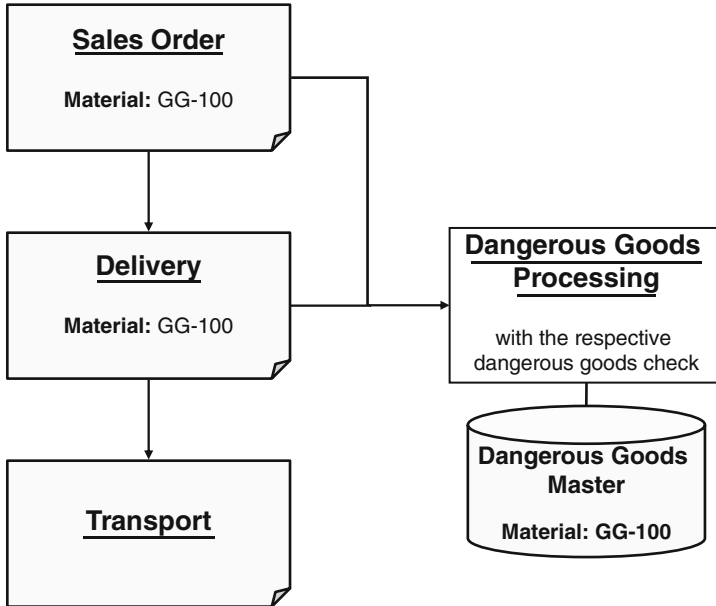 Sales Order
Material: GG-100
Delivery
Material: GG-100
Transport
Dangerous Goods
Processing
with the respective
dangerous goods check
Dangerous Goods
Master
Material: GG-100